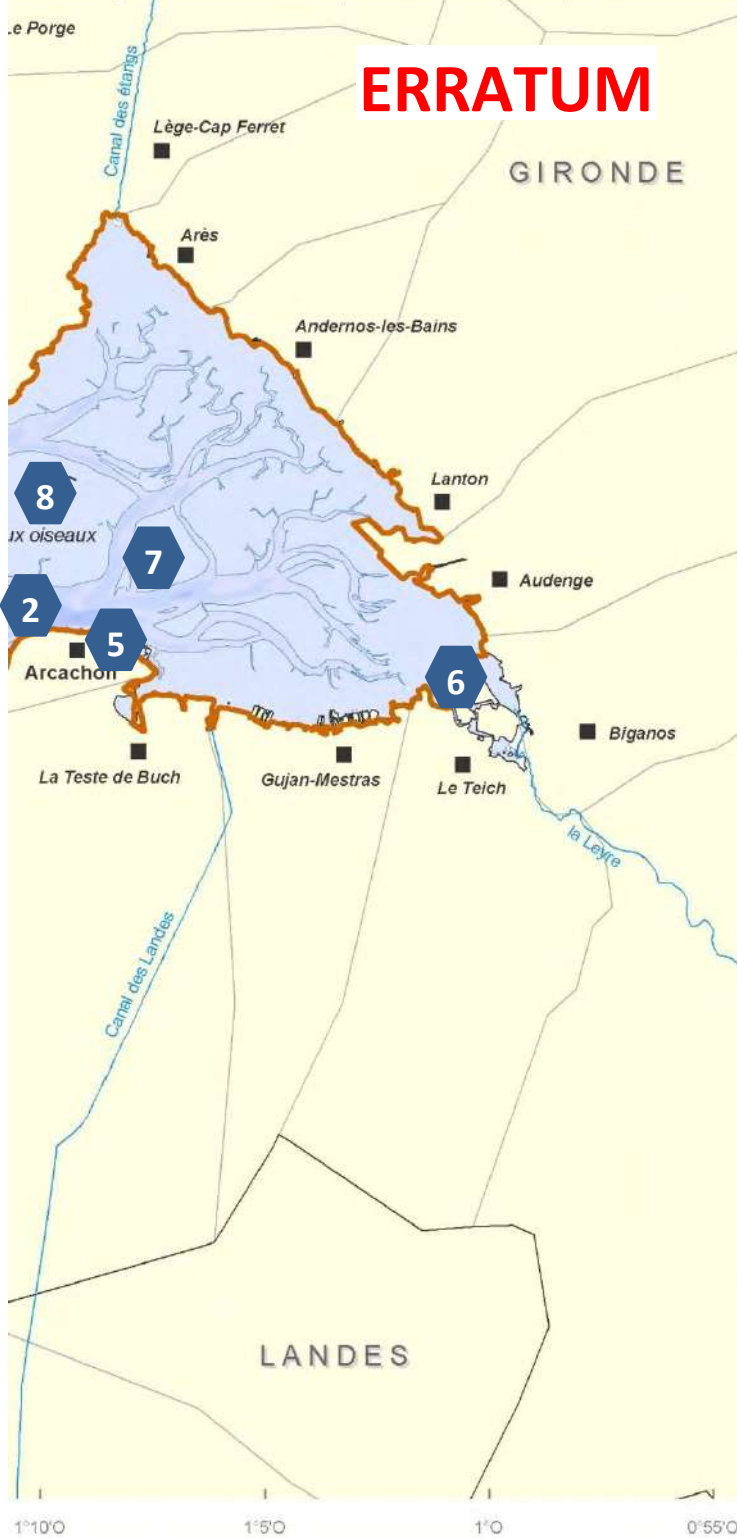 Le Porge
ERRATUM
Canal des étangs
Lège-Cap Ferret
GIRONDE
Arès
Andernos-les-Bains
Lanton
8
ux oiseaux
7
Audenge
2
5
Arcachon
6
Biganos
La Teste de Buch
Gujan-Mestras
Le Teich
la Leyre
Canal des Landes
LANDES
1°10'O
1°5'O
1°O
0°55'O